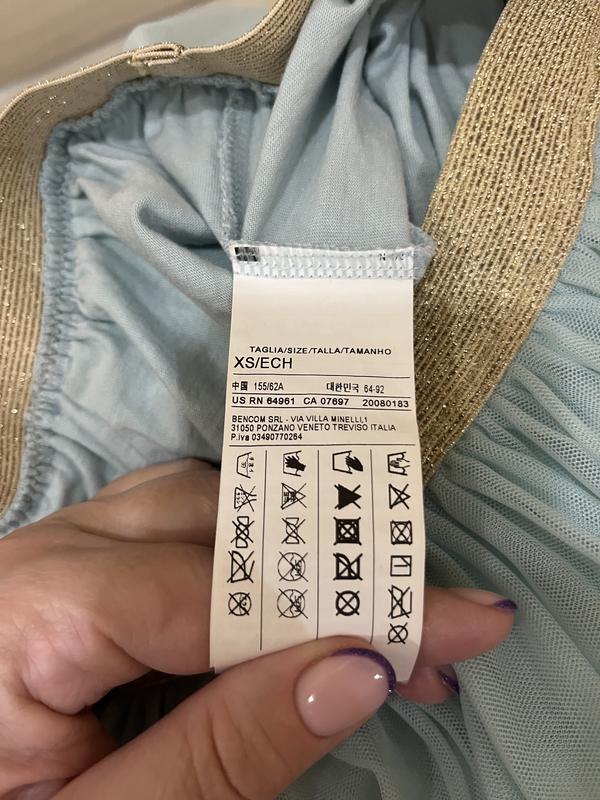 TAGLIA/SIZE/TALLA/TAMANHO
XS/ECH
中国 155/62A 대한민국 64-92
US RN 64961 CA 07697 20080183
BENCOM SRL - VIA VILLA MINELLI,1
31050 PONZANO VENETO TREVISO ITALIA
P.iva 03490770264